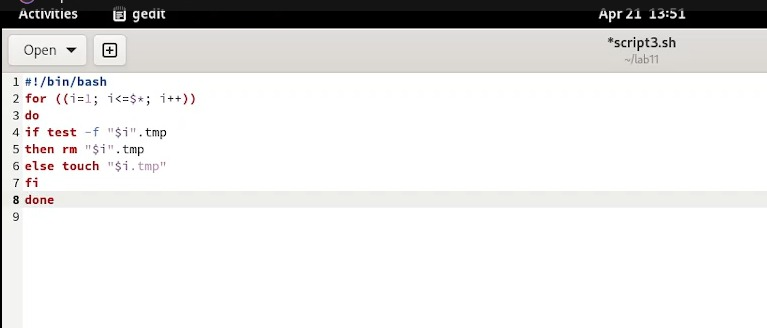 Activities gedit Apr 21 13:51
Open *script3.sh
~/lab11
1 #!/bin/bash
2 for ((i=1; i<=$*; i++))
3 do
4 if test -f "$i".tmp
5 then rm "$i".tmp
6 else touch "$i.tmp"
7 fi
8 done
9